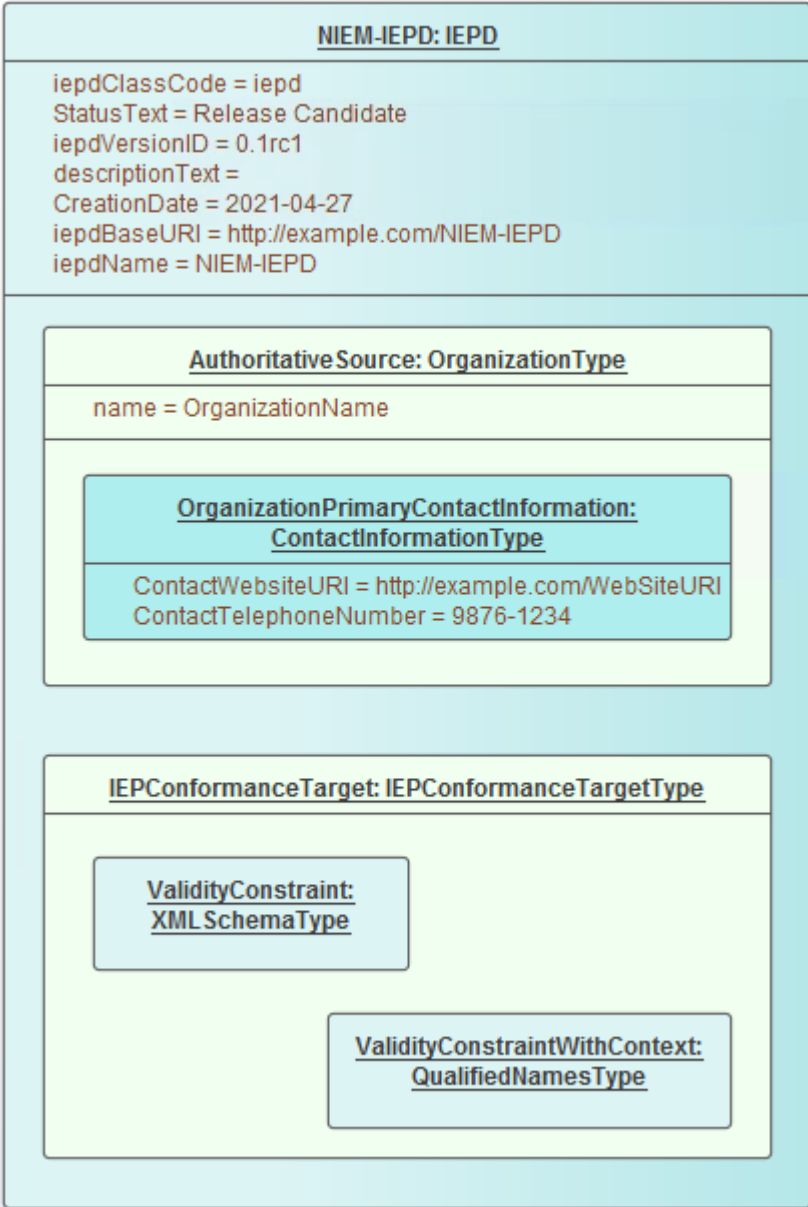 NIEM-IEPD: IEPD
iepdClassCode = iepd
StatusText = Release Candidate
iepdVersionID = 0.1rc1
descriptionText =
CreationDate = 2021-04-27
iepdBaseURI = http://example.com/NIEM-IEPD
iepdName = NIEM-IEPD
AuthoritativeSource: OrganizationType
name = OrganizationName
OrganizationPrimaryContactInformation:
ContactInformationType
ContactWebsiteURI = http://example.com/WebSiteURI
ContactTelephoneNumber = 9876-1234
IEPConformanceTarget: IEPConformanceTargetType
ValidityConstraint:
XMLSchemaType
ValidityConstraintWithContext:
QualifiedNamesType